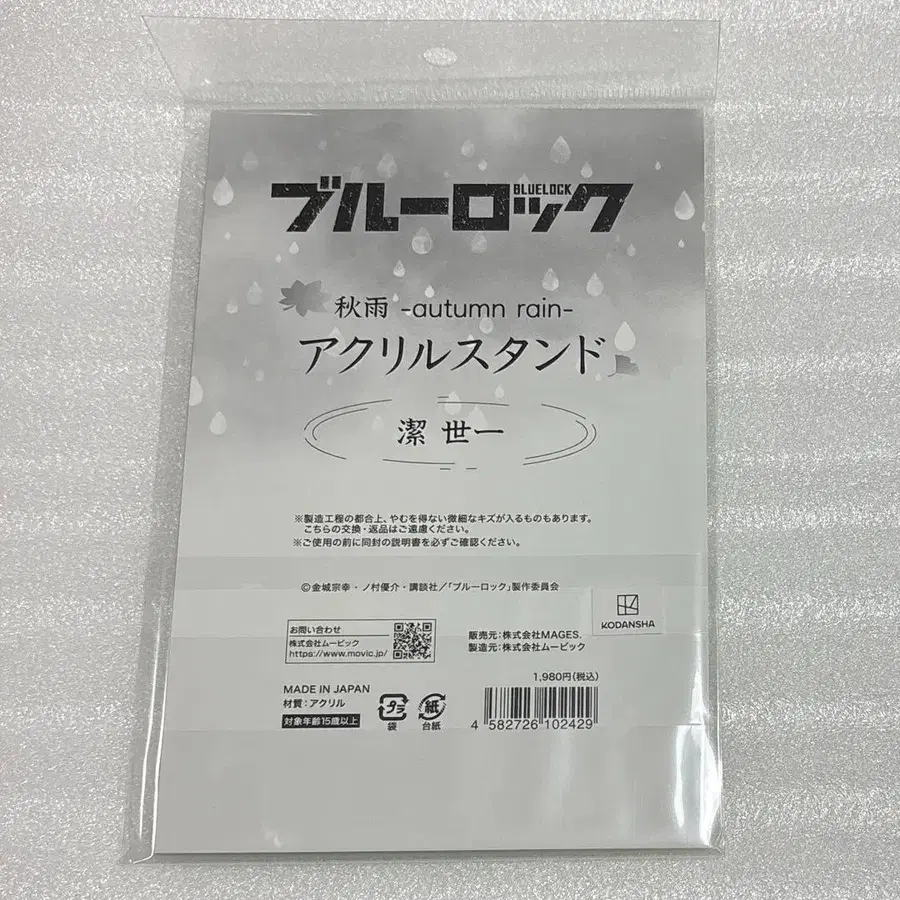 ブルーロック
BLUELOCK
秋雨 -autumn rain-
アクリルスタンド
潔 世一
※製造工程の都合上、やむを得ない微細なキズが入るものもあります。
こちらの交換・返品はご遠慮ください。
※ご使用の前に同封の説明書を必ずご確認ください。
©金城宗幸・ノ村優介・講談社/「ブルーロック」製作委員会
KODANSHA
お問い合わせ
株式会社ムービック
https://www.movic.jp/
販売元：株式会社MAGES.
製造元：株式会社ムービック
1,980円(税込)
MADE IN JAPAN
材質：アクリル
対象年齢15歳以上
プラ
袋
紙
台紙
4 582726 102429